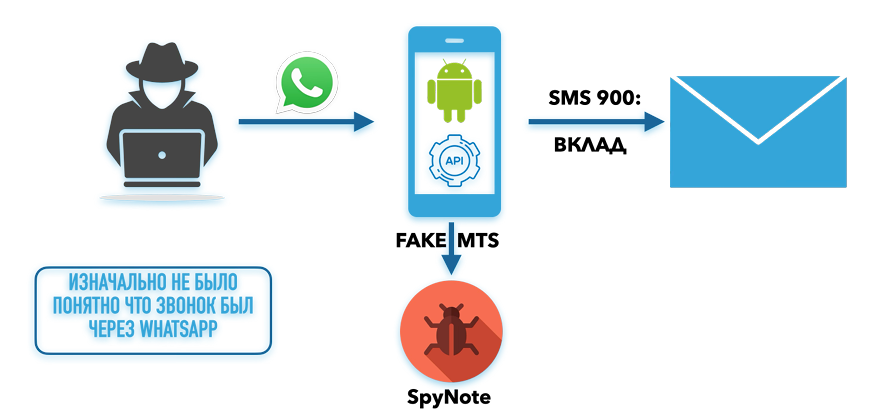 API
SMS 900:
ВКЛАД
FAKE MTS
ИЗНАЧАЛЬНО НЕ БЫЛО
ПОНЯТНО ЧТО ЗВОНОК БЫЛ
ЧЕРЕЗ WHATSAPP
SpyNote